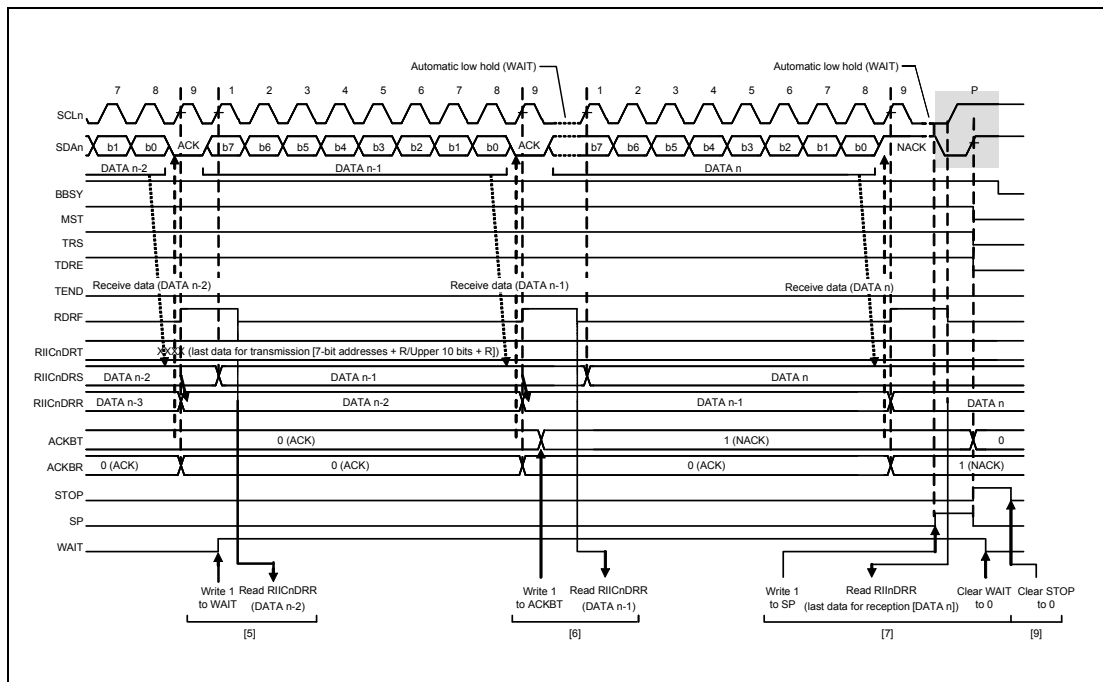 Automatic low hold (WAIT)
Automatic low hold (WAIT)
7 8 9 1 2 3 4 5 6 7 8 9 1 2 3 4 5 6 7 8 9 P
SCLn
SDAn b1 b0 ACK b7 b6 b5 b4 b3 b2 b1 b0 ACK b7 b6 b5 b4 b3 b2 b1 b0 NACK
DATA n-2 DATA n-1 DATA n
BBSY
MST
TRS
TDRE
Receive data (DATA n-2) Receive data (DATA n-1) Receive data (DATA n)
TEND
RDRF
RIICnDRT XXXX (last data for transmission [7-bit addresses + R/Upper 10 bits + R])
RIICnDRS DATA n-2 DATA n-1 DATA n
RIICnDRR DATA n-3 DATA n-2 DATA n-1 DATA n
ACKBT 0 (ACK) 1 (NACK) 0
ACKBR 0 (ACK) 0 (ACK) 0 (ACK) 1 (NACK)
STOP
SP
WAIT
Write 1 to WAIT
Read RIICnDRR (DATA n-2)
[5]
Write 1 to ACKBT
Read RIICnDRR (DATA n-1)
[6]
Write 1 to SP
Read RIInDRR (last data for reception [DATA n])
Clear WAIT to 0
[7]
Clear STOP to 0
[9]